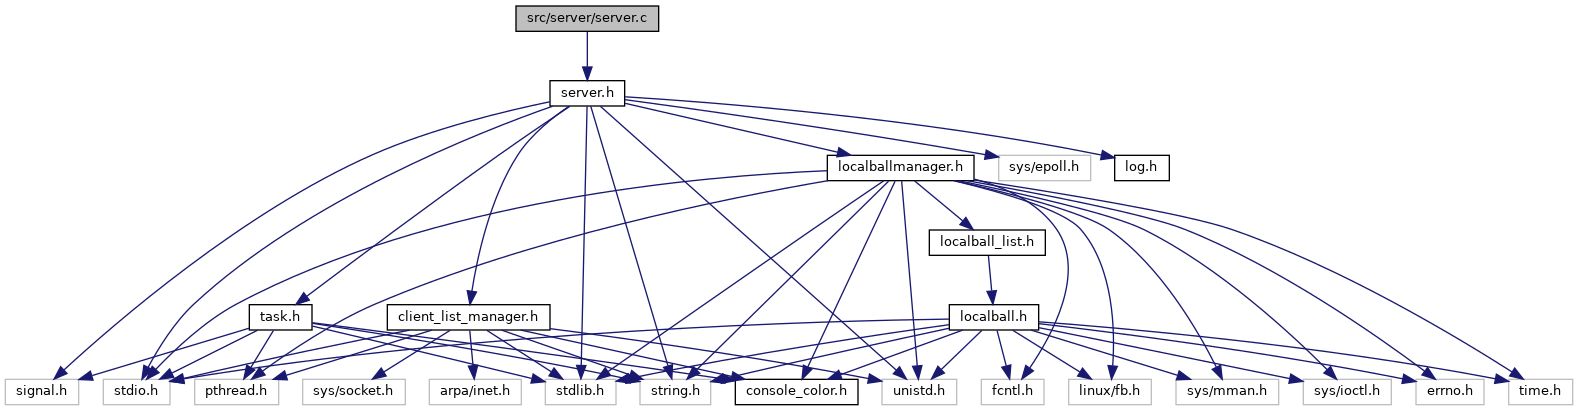 src/server/server.c
server.h
localballmanager.h
sys/epoll.h
log.h
localball_list.h
task.h
client_list_manager.h
localball.h
signal.h
stdio.h
pthread.h
sys/socket.h
arpa/inet.h
stdlib.h
string.h
console_color.h
unistd.h
fcntl.h
linux/fb.h
sys/mman.h
sys/ioctl.h
errno.h
time.h